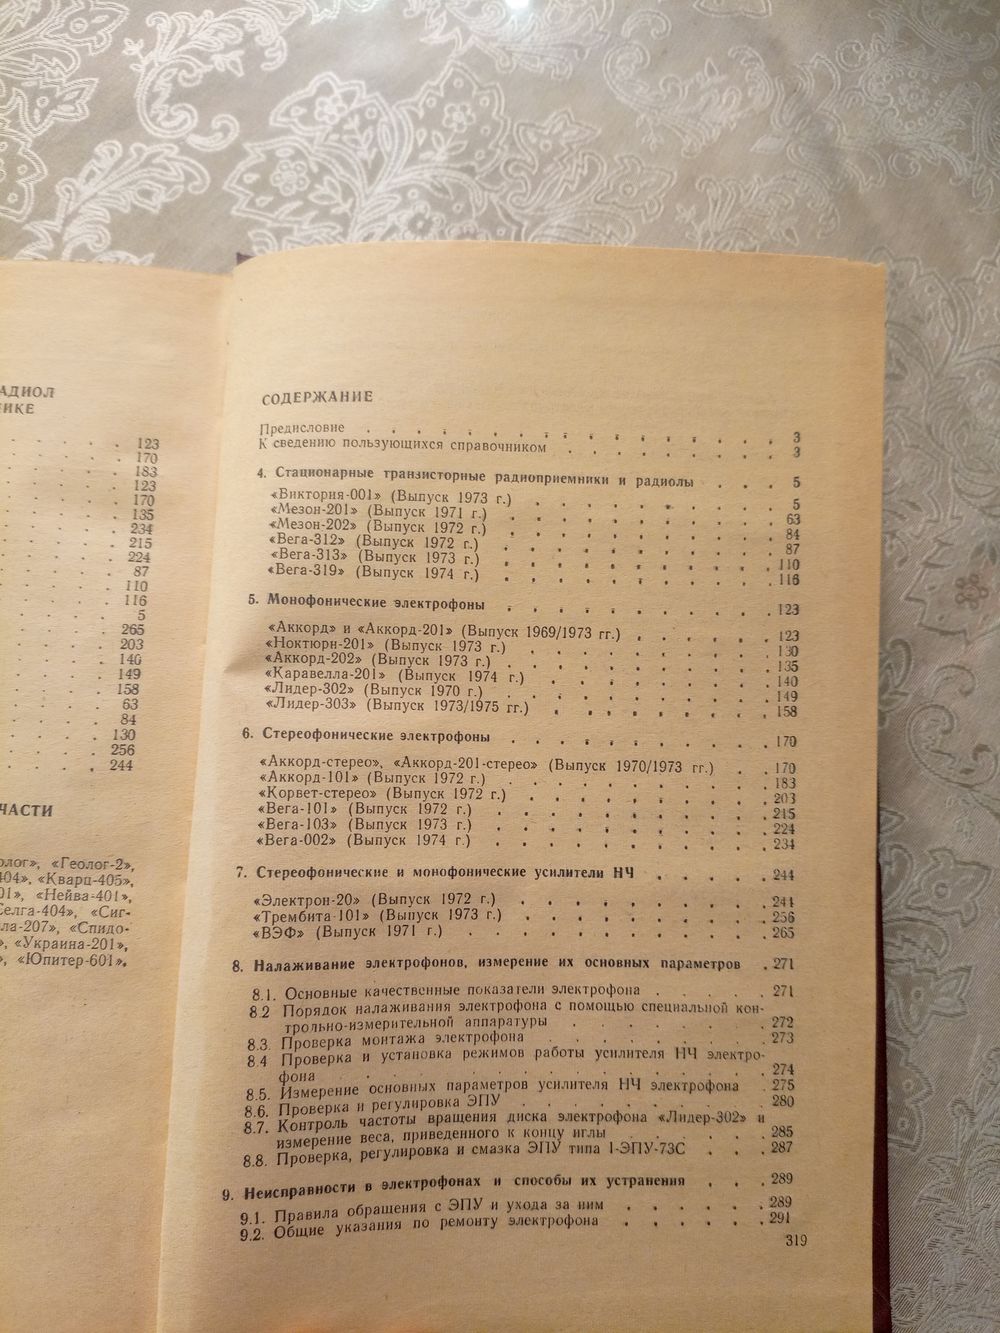 АДИОЛ
НИКЕ
123
170
183
123
170
135
234
215
224
87
110
116
5
265
203
140
149
158
63
84
130
256
244
ЧАСТИ
олог», «Геолог-2»,
404», «Кварц-405»,
01», «Нейва-401»,
Селга-404», «Сиг-
ла-207», «Спидо-
», «Украина-201»,
», «Юпитер-601».
СОДЕРЖАНИЕ
Предисловие . . . . . . . . . . . . . . . . . 3
К сведению пользующихся справочником . . . . . . . . . 3
4. Стационарные транзисторные радиоприемники и радиолы . . . 5
«Виктория-001» (Выпуск 1973 г.) . . . . . . . . . . 5
«Мезон-201» (Выпуск 1971 г.) . . . . . . . . . . . 63
«Мезон-202» (Выпуск 1972 г.) . . . . . . . . . . . 84
«Вега-312» (Выпуск 1972 г.) . . . . . . . . . . . 87
«Вега-313» (Выпуск 1973 г.) . . . . . . . . . . . 110
«Вега-319» (Выпуск 1974 г.) . . . . . . . . . . . 116
5. Монофонические электрофоны . . . . . . . . . . 123
«Аккорд» и «Аккорд-201» (Выпуск 1969/1973 гг.) . . . . . . 123
«Ноктюрн-201» (Выпуск 1973 г.) . . . . . . . . . . 130
«Аккорд-202» (Выпуск 1973 г.) . . . . . . . . . . 135
«Каравелла-201» (Выпуск 1974 г.) . . . . . . . . . 140
«Лидер-302» (Выпуск 1970 г.) . . . . . . . . . . 149
«Лидер-303» (Выпуск 1973/1975 гг.) . . . . . . . . 158
6. Стереофонические электрофоны . . . . . . . . . . 170
«Аккорд-стерео», «Аккорд-201-стерео» (Выпуск 1970/1973 гг.) . . 170
«Аккорд-101» (Выпуск 1972 г.) . . . . . . . . . . 183
«Корвет-стерео» (Выпуск 1972 г.) . . . . . . . . . 203
«Вега-101» (Выпуск 1972 г.) . . . . . . . . . . . 215
«Вега-103» (Выпуск 1973 г.) . . . . . . . . . . . 224
«Вега-002» (Выпуск 1974 г.) . . . . . . . . . . . 234
7. Стереофонические и монофонические усилители НЧ . . . . . 244
«Электрон-20» (Выпуск 1972 г.) . . . . . . . . . . 244
«Трембита-101» (Выпуск 1973 г.) . . . . . . . . . . 256
«ВЭФ» (Выпуск 1971 г.) . . . . . . . . . . . . 265
8. Налаживание электрофонов, измерение их основных параметров . 271
8.1. Основные качественные показатели электрофона . . . . . 271
8.2 Порядок налаживания электрофона с помощью специальной кон-
трольно-измерительной аппаратуры . . . . . . . . 272
8.3. Проверка монтажа электрофона . . . . . . . . . 273
8.4 Проверка и установка режимов работы усилителя НЧ электро-
фона . . . . . . . . . . . . . . . . 274
8.5. Измерение основных параметров усилителя НЧ электрофона . 275
8.6. Проверка и регулировка ЭПУ . . . . . . . . . . 280
8.7. Контроль частоты вращения диска электрофона «Лидер-302» и
измерение веса, приведенного к концу иглы . . . . . . 285
8.8. Проверка, регулировка и смазка ЭПУ типа I-ЭПУ-73С . . . 287
9. Неисправности в электрофонах и способы их устранения . . . 289
9.1. Правила обращения с ЭПУ и ухода за ним . . . . . . 289
9.2. Общие указания по ремонту электрофона . . . . . . 291
319